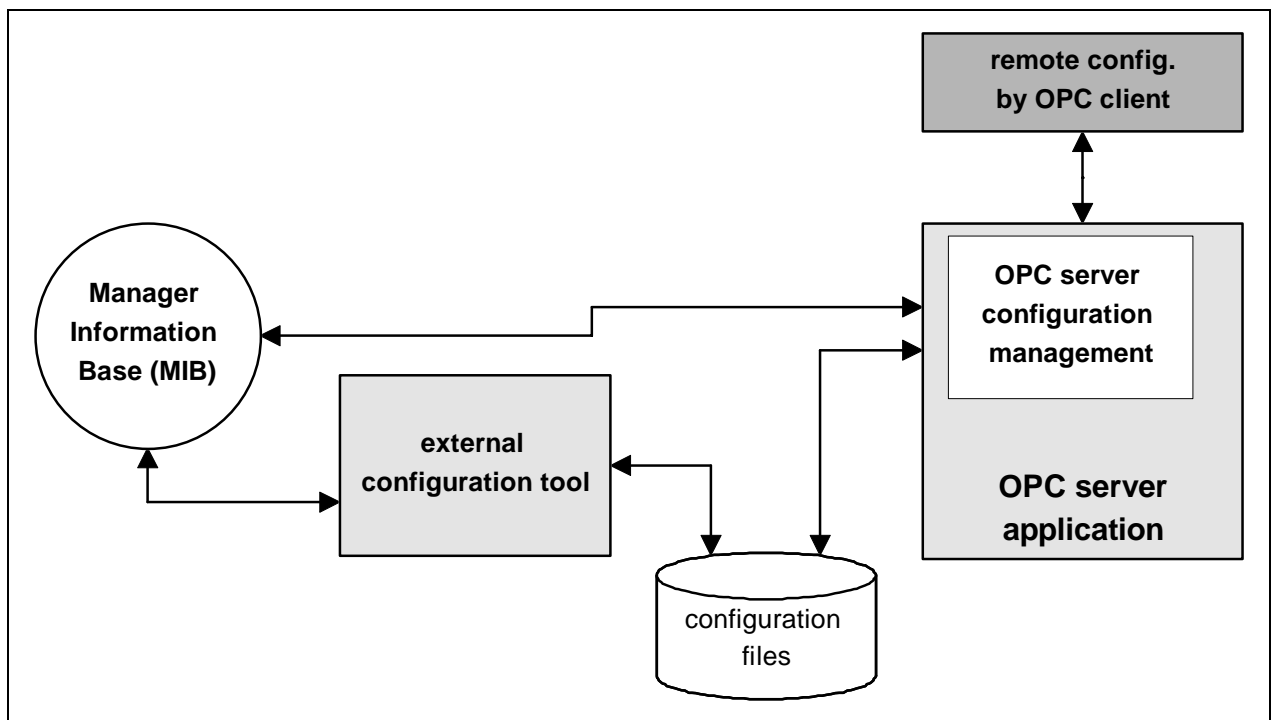 remote config.
by OPC client
OPC server
configuration
management
Manager
Information
Base (MIB)
external
configuration tool
OPC server
application
configuration
files